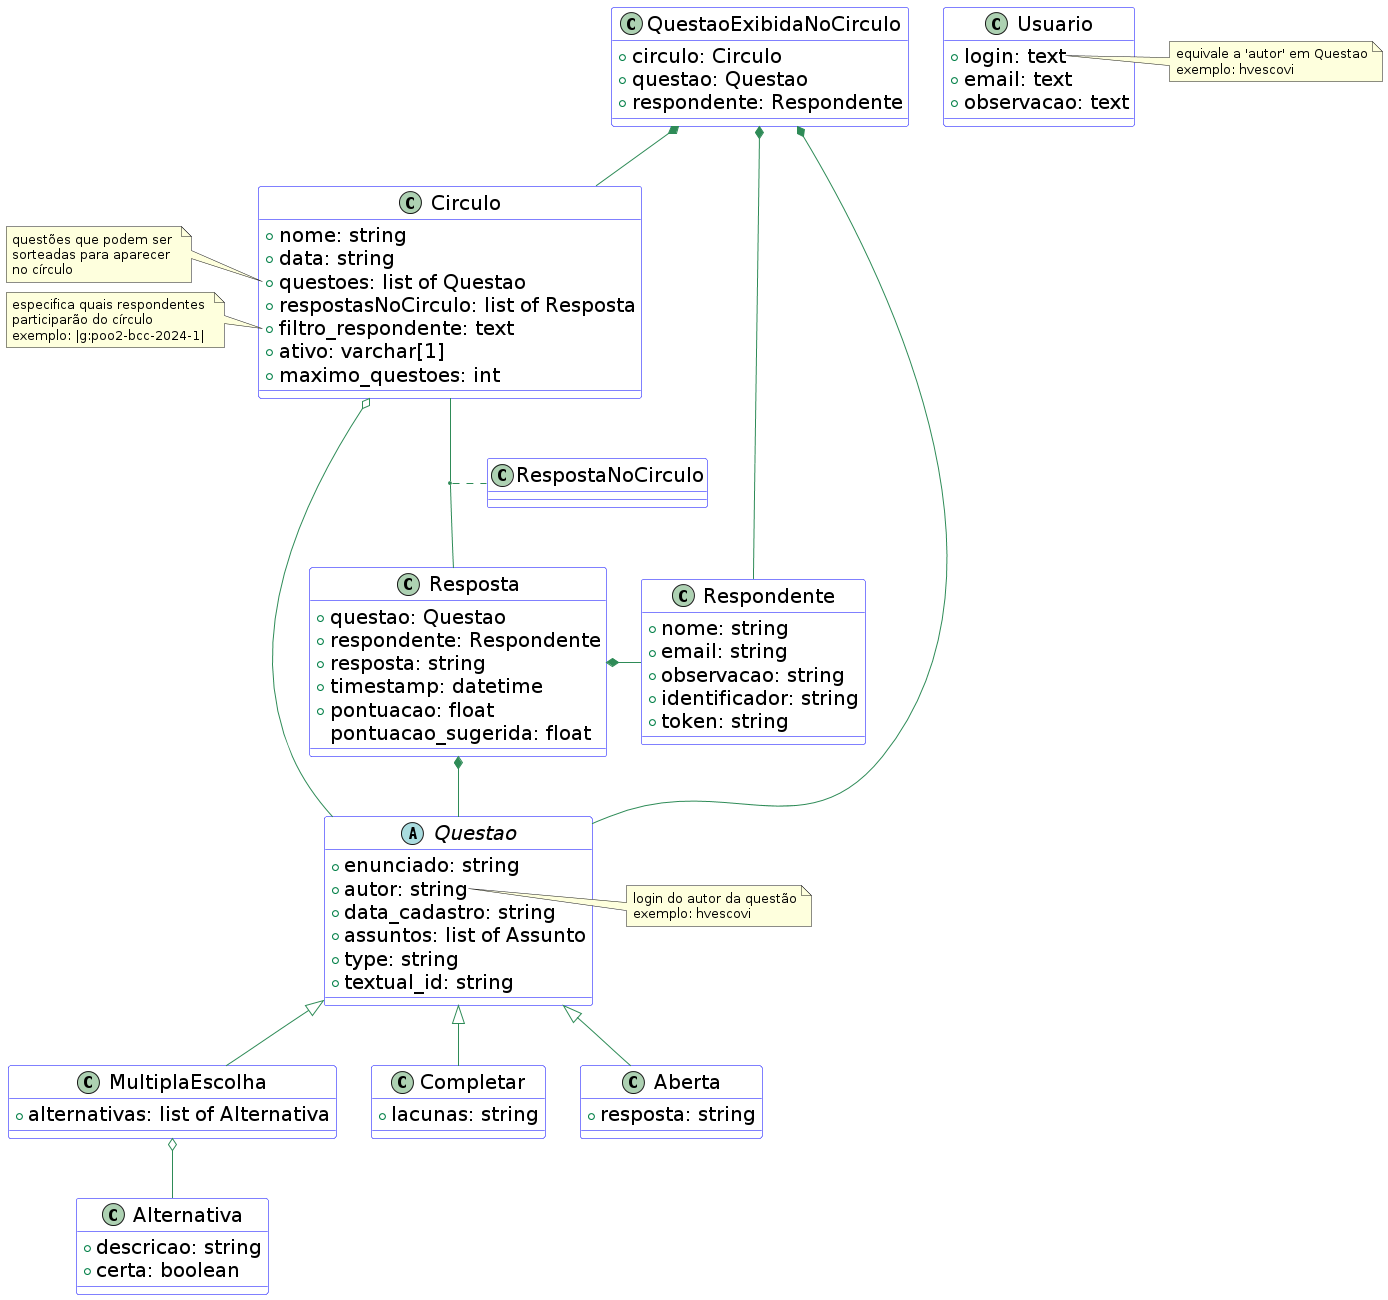 C QuestaoExibidaNoCirculo
circulo: Circulo
questao: Questao
respondente: Respondente
C Usuario
login: text
email: text
observacao: text
equivale a 'autor' em Questao
exemplo: hvescovi
C Circulo
nome: string
data: string
questoes: list of Questao
respostasNoCirculo: list of Resposta
filtro_respondente: text
ativo: varchar[1]
maximo_questoes: int
questões que podem ser
sorteadas para aparecer
no círculo
especifica quais respondentes
participarão do círculo
exemplo: |g:poo2-bcc-2024-1|
C RespostaNoCirculo
C Resposta
questao: Questao
respondente: Respondente
resposta: string
timestamp: datetime
pontuacao: float
pontuacao_sugerida: float
C Respondente
nome: string
email: string
observacao: string
identificador: string
token: string
A Questao
enunciado: string
autor: string
data_cadastro: string
assuntos: list of Assunto
type: string
textual_id: string
login do autor da questão
exemplo: hvescovi
C MultiplaEscolha
alternativas: list of Alternativa
C Completar
lacunas: string
C Aberta
resposta: string
C Alternativa
descricao: string
certa: boolean